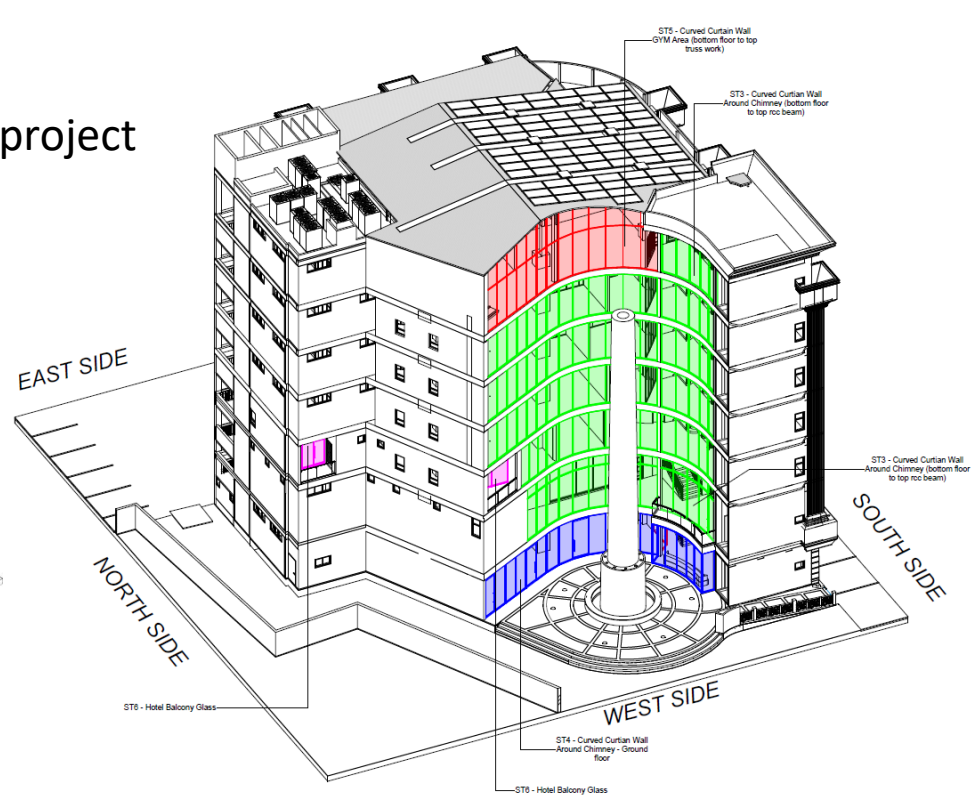 ST5 - Curved Curtain Wall
GYM Area (bottom floor to top
truss work)
project
ST3 - Curved Curtian Wall
Around Chimney (bottom floor
to top rcc beam)
EAST SIDE
ST3 - Curved Curtian Wall
Around Chimney (bottom floor
to top rcc beam)
SOUTH SIDE
NORTH SIDE
WEST SIDE
ST6 - Hotel Balcony Glass
ST4 - Curved Curtian Wall
Around Chimney - Ground
floor
ST6 - Hotel Balcony Glass